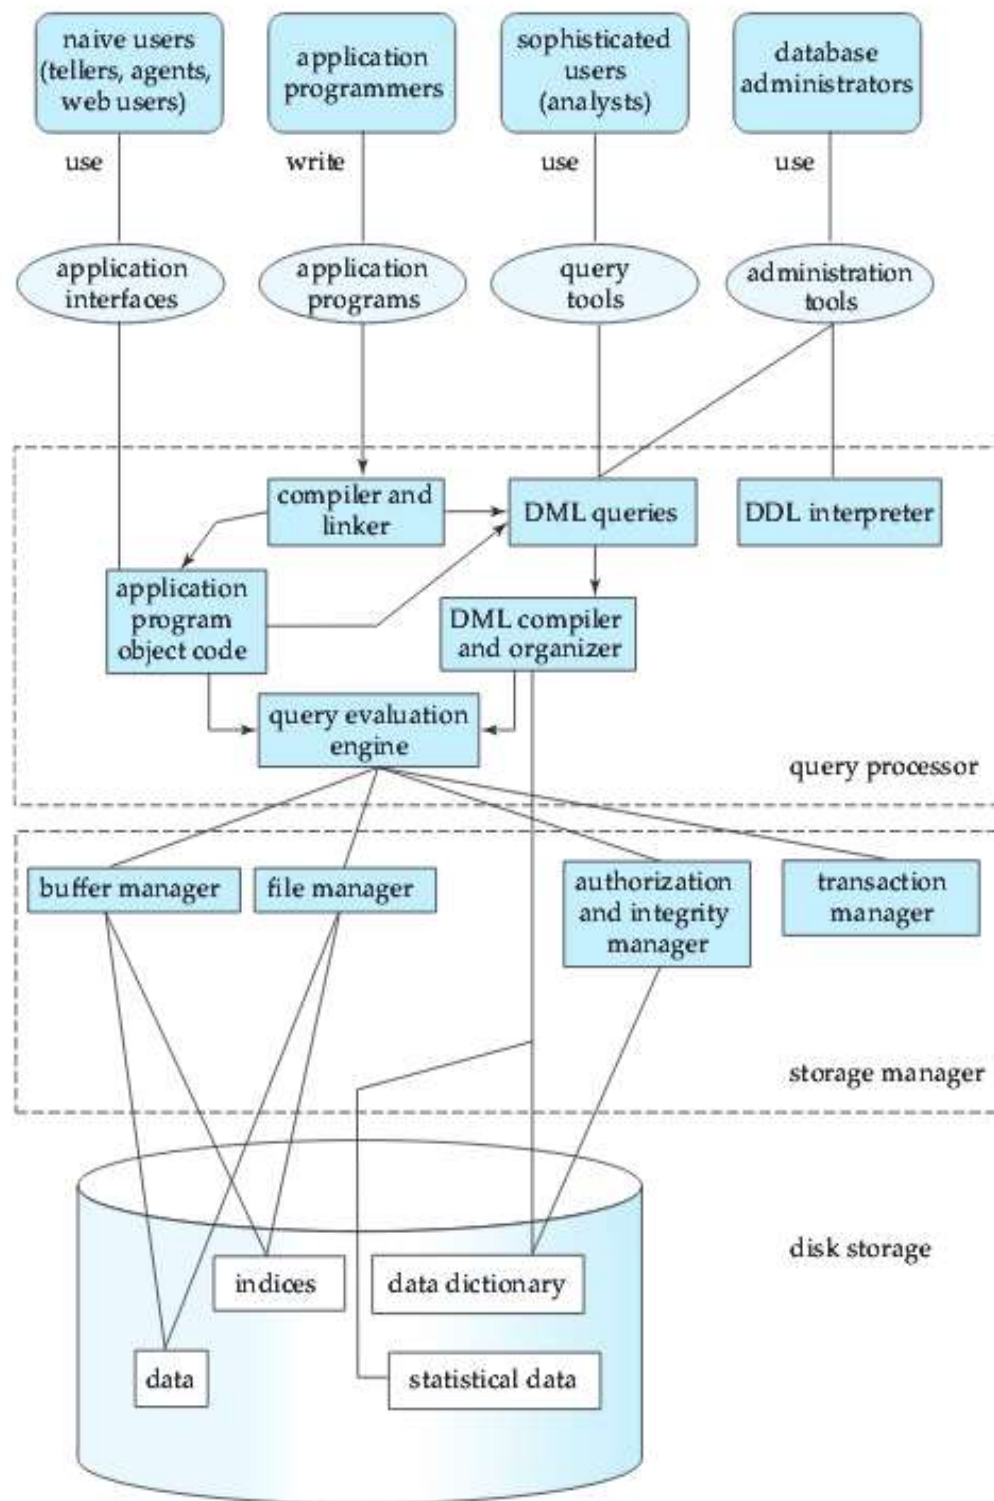 naive users
(tellers, agents,
web users)
application
programmers
sophisticated
users
(analysts)
database
administrators
use
write
use
use
application
interfaces
application
programs
query
tools
administration
tools
compiler and
linker
DML queries
DDL interpreter
application
program
object code
DML compiler
and organizer
query evaluation
engine
query processor
buffer manager
file manager
authorization
and integrity
manager
transaction
manager
storage manager
disk storage
indices
data dictionary
data
statistical data